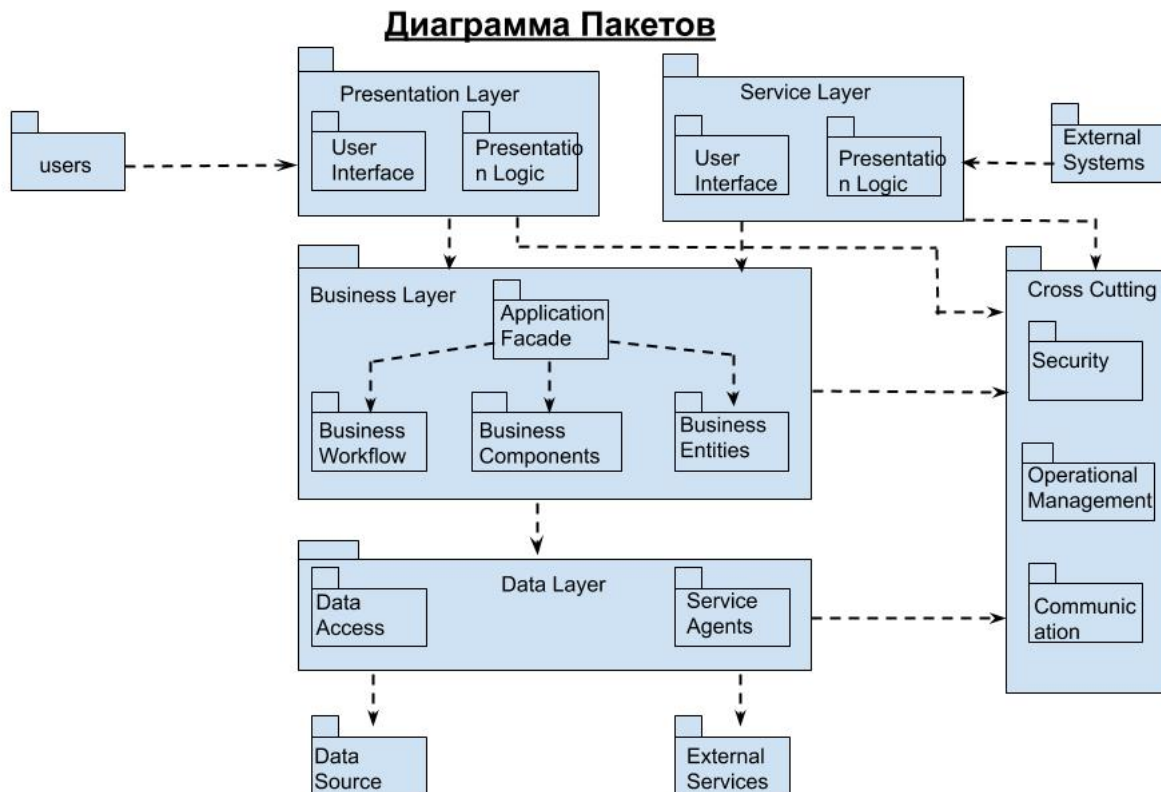 Диаграмма Пакетов
Presentation Layer
User
Interface
Presentatio
n Logic
Service Layer
User
Interface
Presentatio
n Logic
users
External
Systems
Business Layer
Application
Facade
Business
Workflow
Business
Components
Business
Entities
Cross Cutting
Security
Operational
Management
Communic
ation
Data Layer
Data
Access
Service
Agents
Data
Source
External
Services